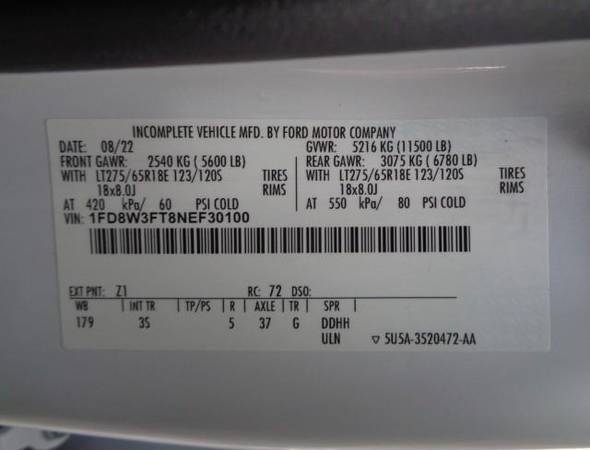 INCOMPLETE VEHICLE MFD. BY FORD MOTOR COMPANY
DATE: 08/22 GVWR: 5216 KG (11500 LB)
FRONT GAWR: 2540 KG (5600 LB) REAR GAWR: 3075 KG (6780 LB)
WITH LT275/65R18E 123/120S TIRES WITH LT275/65R18E 123/120S TIRES
18x8.0J RIMS 18x8.0J RIMS
AT 420 kPa/ 60 PSI COLD AT 550 kPa/ 80 PSI COLD
VIN: 1FD8W3FT8NEF30100
EXT PNT: Z1 RC: 72 DSO:
WB INT TR TP/PS R AXLE TR SPR
179 3S 5 37 G DDHH
ULN ▽ 5U5A-3520472-AA